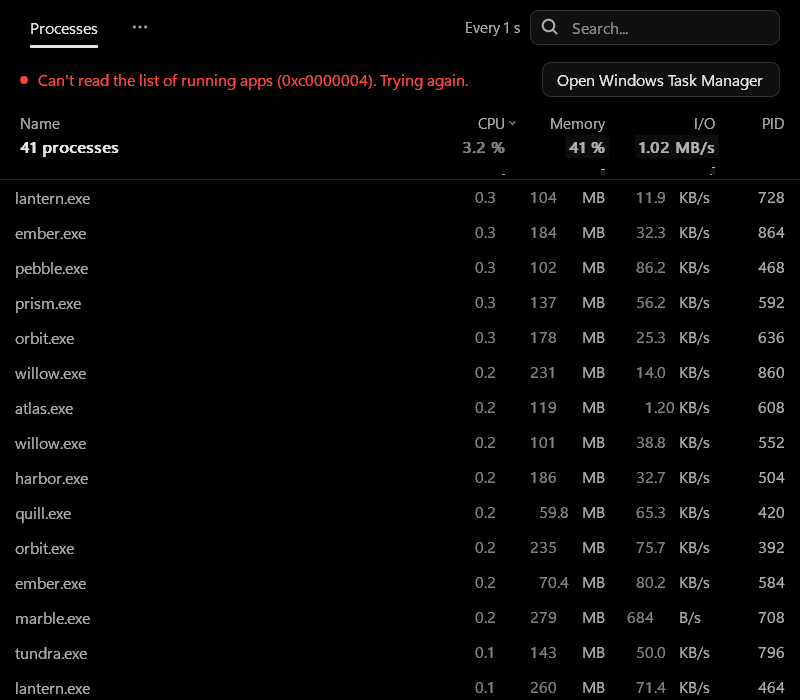 Processes ... Every 1 s Search...
Can't read the list of running apps (0xc0000004). Trying again. Open Windows Task Manager
Name CPU Memory I/O PID
41 processes 3.2 % 41 % 1.02 MB/s
lantern.exe 0.3 104 MB 11.9 KB/s 728
ember.exe 0.3 184 MB 32.3 KB/s 864
pebble.exe 0.3 102 MB 86.2 KB/s 468
prism.exe 0.3 137 MB 56.2 KB/s 592
orbit.exe 0.3 178 MB 25.3 KB/s 636
willow.exe 0.2 231 MB 14.0 KB/s 860
atlas.exe 0.2 119 MB 1.20 KB/s 608
willow.exe 0.2 101 MB 38.8 KB/s 552
harbor.exe 0.2 186 MB 32.7 KB/s 504
quill.exe 0.2 59.8 MB 65.3 KB/s 420
orbit.exe 0.2 235 MB 75.7 KB/s 392
ember.exe 0.2 70.4 MB 80.2 KB/s 584
marble.exe 0.2 279 MB 684 B/s 708
tundra.exe 0.1 143 MB 50.0 KB/s 796
lantern.exe 0.1 260 MB 71.4 KB/s 464